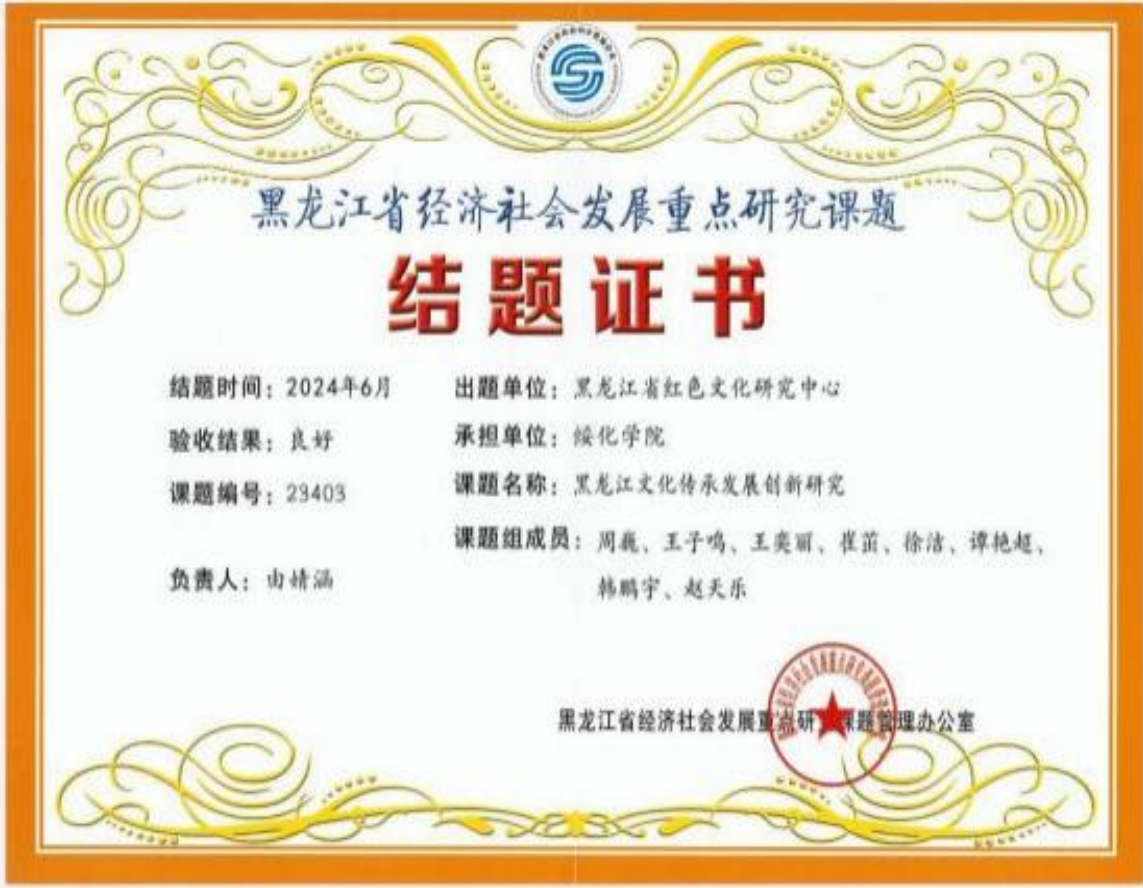 黑龙江省经济社会发展重点研究课题
结题证书
结题时间：2024年6月
出题单位：黑龙江省红色文化研究中心
验收结果：良好
承担单位：绥化学院
课题编号：23403
课题名称：黑龙江文化传承发展创新研究
课题组成员：周巍、王子鸣、王奕丽、崔茁、徐洁、谭艳超、
韩鹏宇、赵天乐
负责人：由婧涵
黑龙江省经济社会发展重点研究课题管理办公室